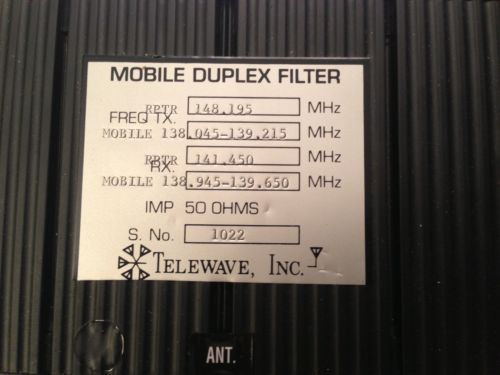 MOBILE DUPLEX FILTER
RPTR 148.195 MHz
FREQ TX.
MOBILE 138.045-139.215 MHz
RPTR 141.450 MHz
RX.
MOBILE 138.945-139.650 MHz
IMP 50 OHMS
S. No. 1022
TELEWAVE, INC.
ANT.